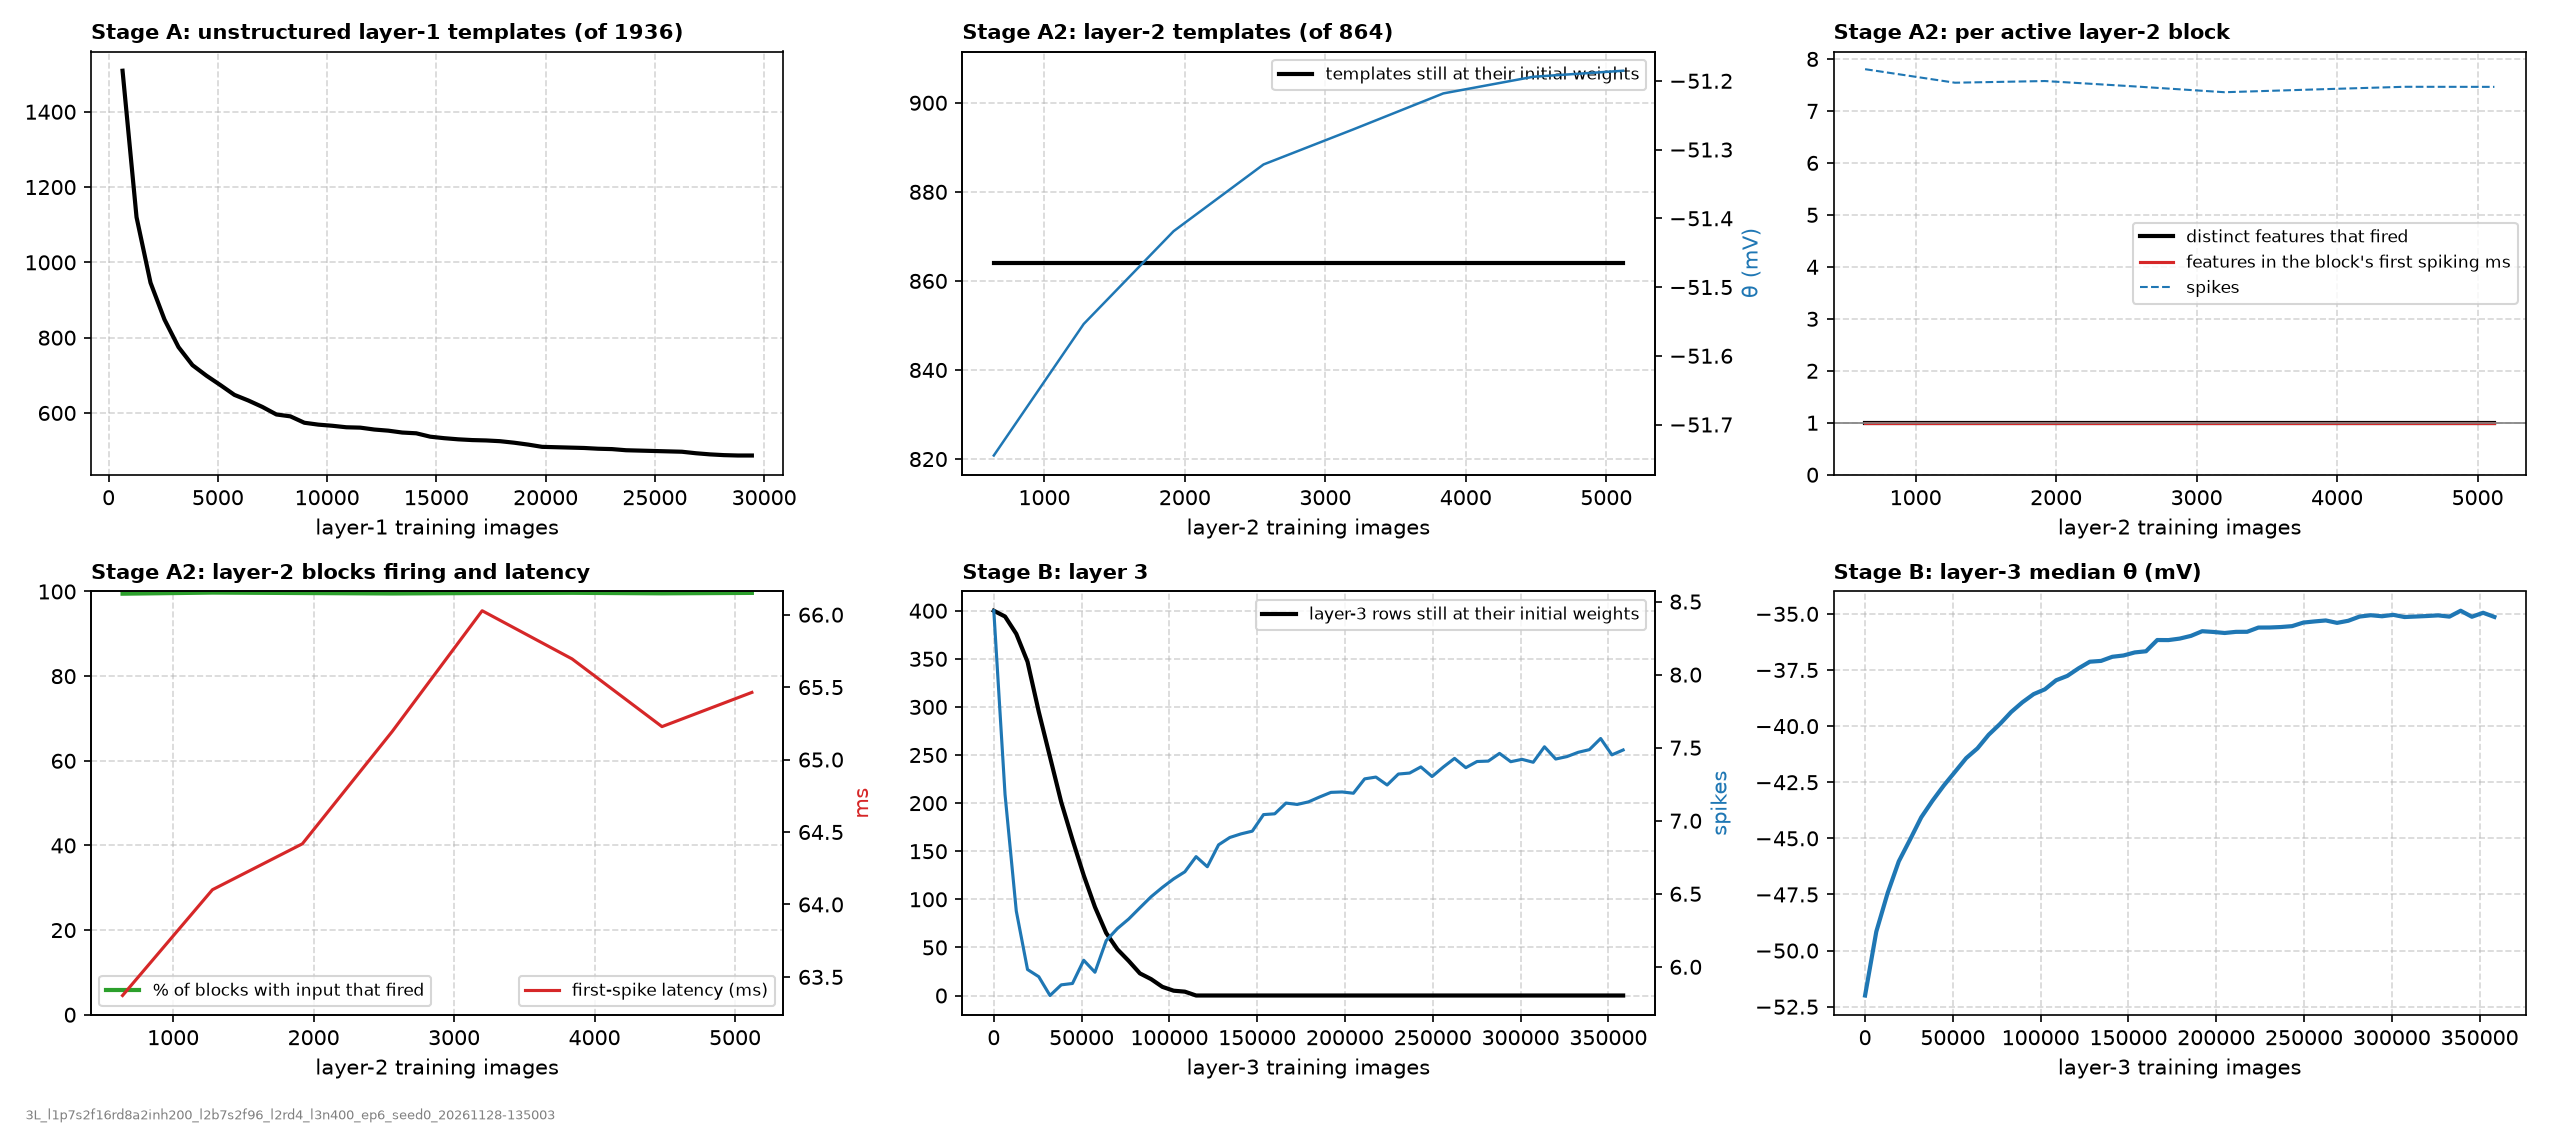 Stage A: unstructured layer-1 templates (of 1936)
1400
1200
1000
800
600
0 5000 10000 15000 20000 25000 30000
layer-1 training images
Stage A2: layer-2 templates (of 864)
templates still at their initial weights
900
880
860
840
820
−51.2
−51.3
−51.4
−51.5
−51.6
−51.7
θ (mV)
1000 2000 3000 4000 5000
layer-2 training images
Stage A2: per active layer-2 block
8
7
6
5
4
3
2
1
0
distinct features that fired
features in the block's first spiking ms
spikes
1000 2000 3000 4000 5000
layer-2 training images
Stage A2: layer-2 blocks firing and latency
100
80
60
40
20
0
66.0
65.5
65.0
64.5
64.0
63.5
ms
% of blocks with input that fired
first-spike latency (ms)
1000 2000 3000 4000 5000
layer-2 training images
Stage B: layer 3
layer-3 rows still at their initial weights
400
350
300
250
200
150
100
50
0
8.5
8.0
7.5
7.0
6.5
6.0
spikes
0 50000 100000 150000 200000 250000 300000 350000
layer-3 training images
Stage B: layer-3 median θ (mV)
−35.0
−37.5
−40.0
−42.5
−45.0
−47.5
−50.0
−52.5
0 50000 100000 150000 200000 250000 300000 350000
layer-3 training images
3L_l1p7s2f16rd8a2inh200_l2b7s2f96_l2rd4_l3n400_ep6_seed0_20261128-135003